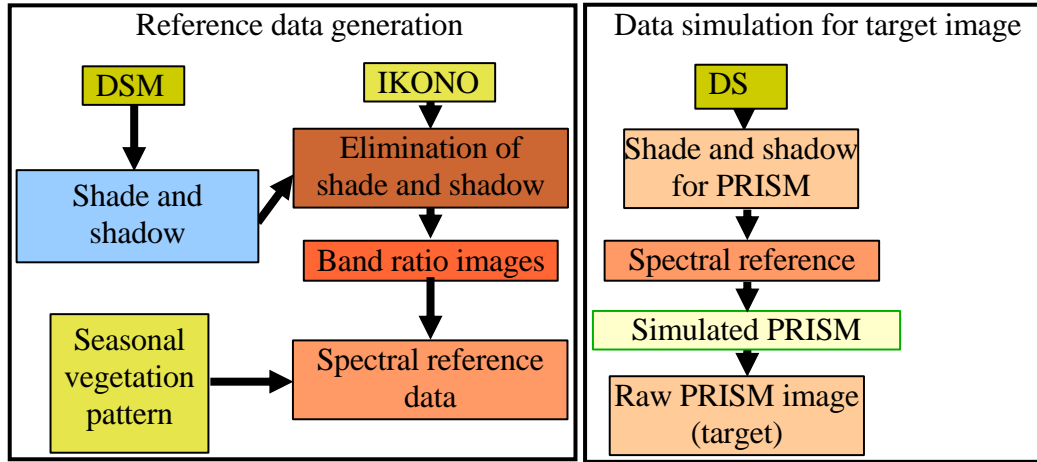 Reference data generation
DSM
IKONO
Shade and
shadow
Elimination of
shade and shadow
Band ratio images
Seasonal
vegetation
pattern
Spectral reference
data
Data simulation for target image
DS
Shade and shadow
for PRISM
Spectral reference
Simulated PRISM
Raw PRISM image
(target)